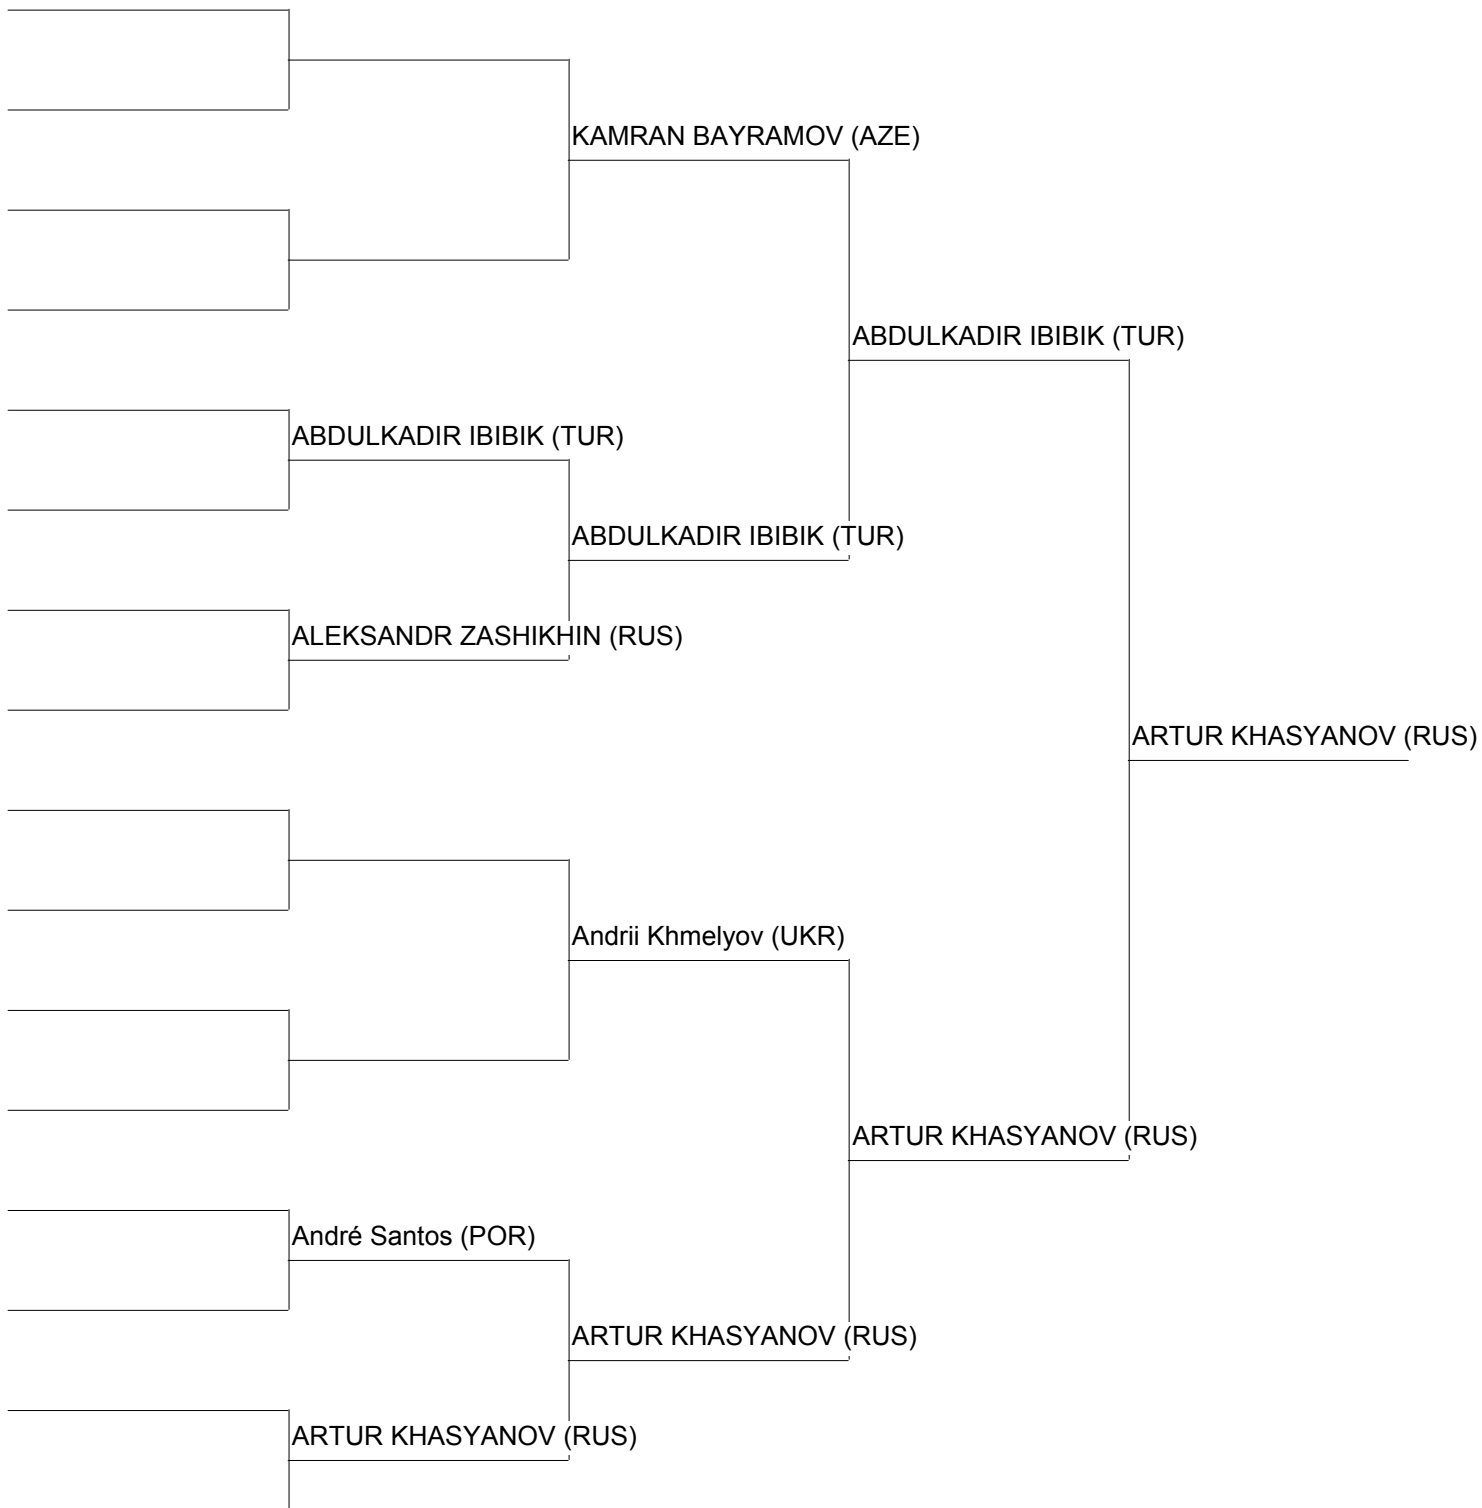 KAMRAN BAYRAMOV (AZE)
ABDULKADIR IBIBIK (TUR)
ABDULKADIR IBIBIK (TUR)
ABDULKADIR IBIBIK (TUR)
ALEKSANDR ZASHIKHIN (RUS)
ARTUR KHASYANOV (RUS)
Andrii Khmelyov (UKR)
ARTUR KHASYANOV (RUS)
André Santos (POR)
ARTUR KHASYANOV (RUS)
ARTUR KHASYANOV (RUS)